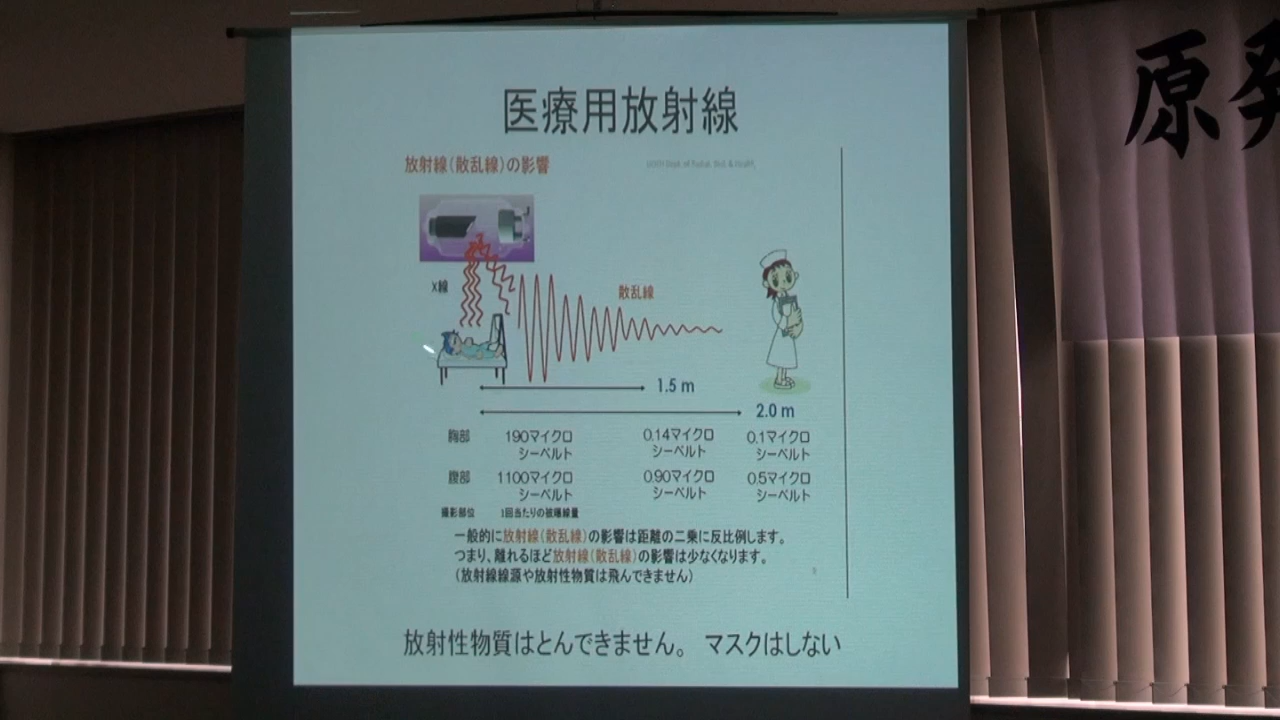 医療用放射線
放射線（散乱線）の影響
X線
散乱線
1.5 m
2.0 m
胸部 190マイクロシーベルト 0.14マイクロシーベルト 0.1マイクロシーベルト
腹部 1100マイクロシーベルト 0.90マイクロシーベルト 0.5マイクロシーベルト
撮影部位 1回当たりの被曝線量
一般的に放射線（散乱線）の影響は距離の二乗に反比例します。
つまり、離れるほど放射線（散乱線）の影響は少なくなります。
（放射線線源や放射性物質は飛んできません）
放射性物質はとんできません。 マスクはしない
原発